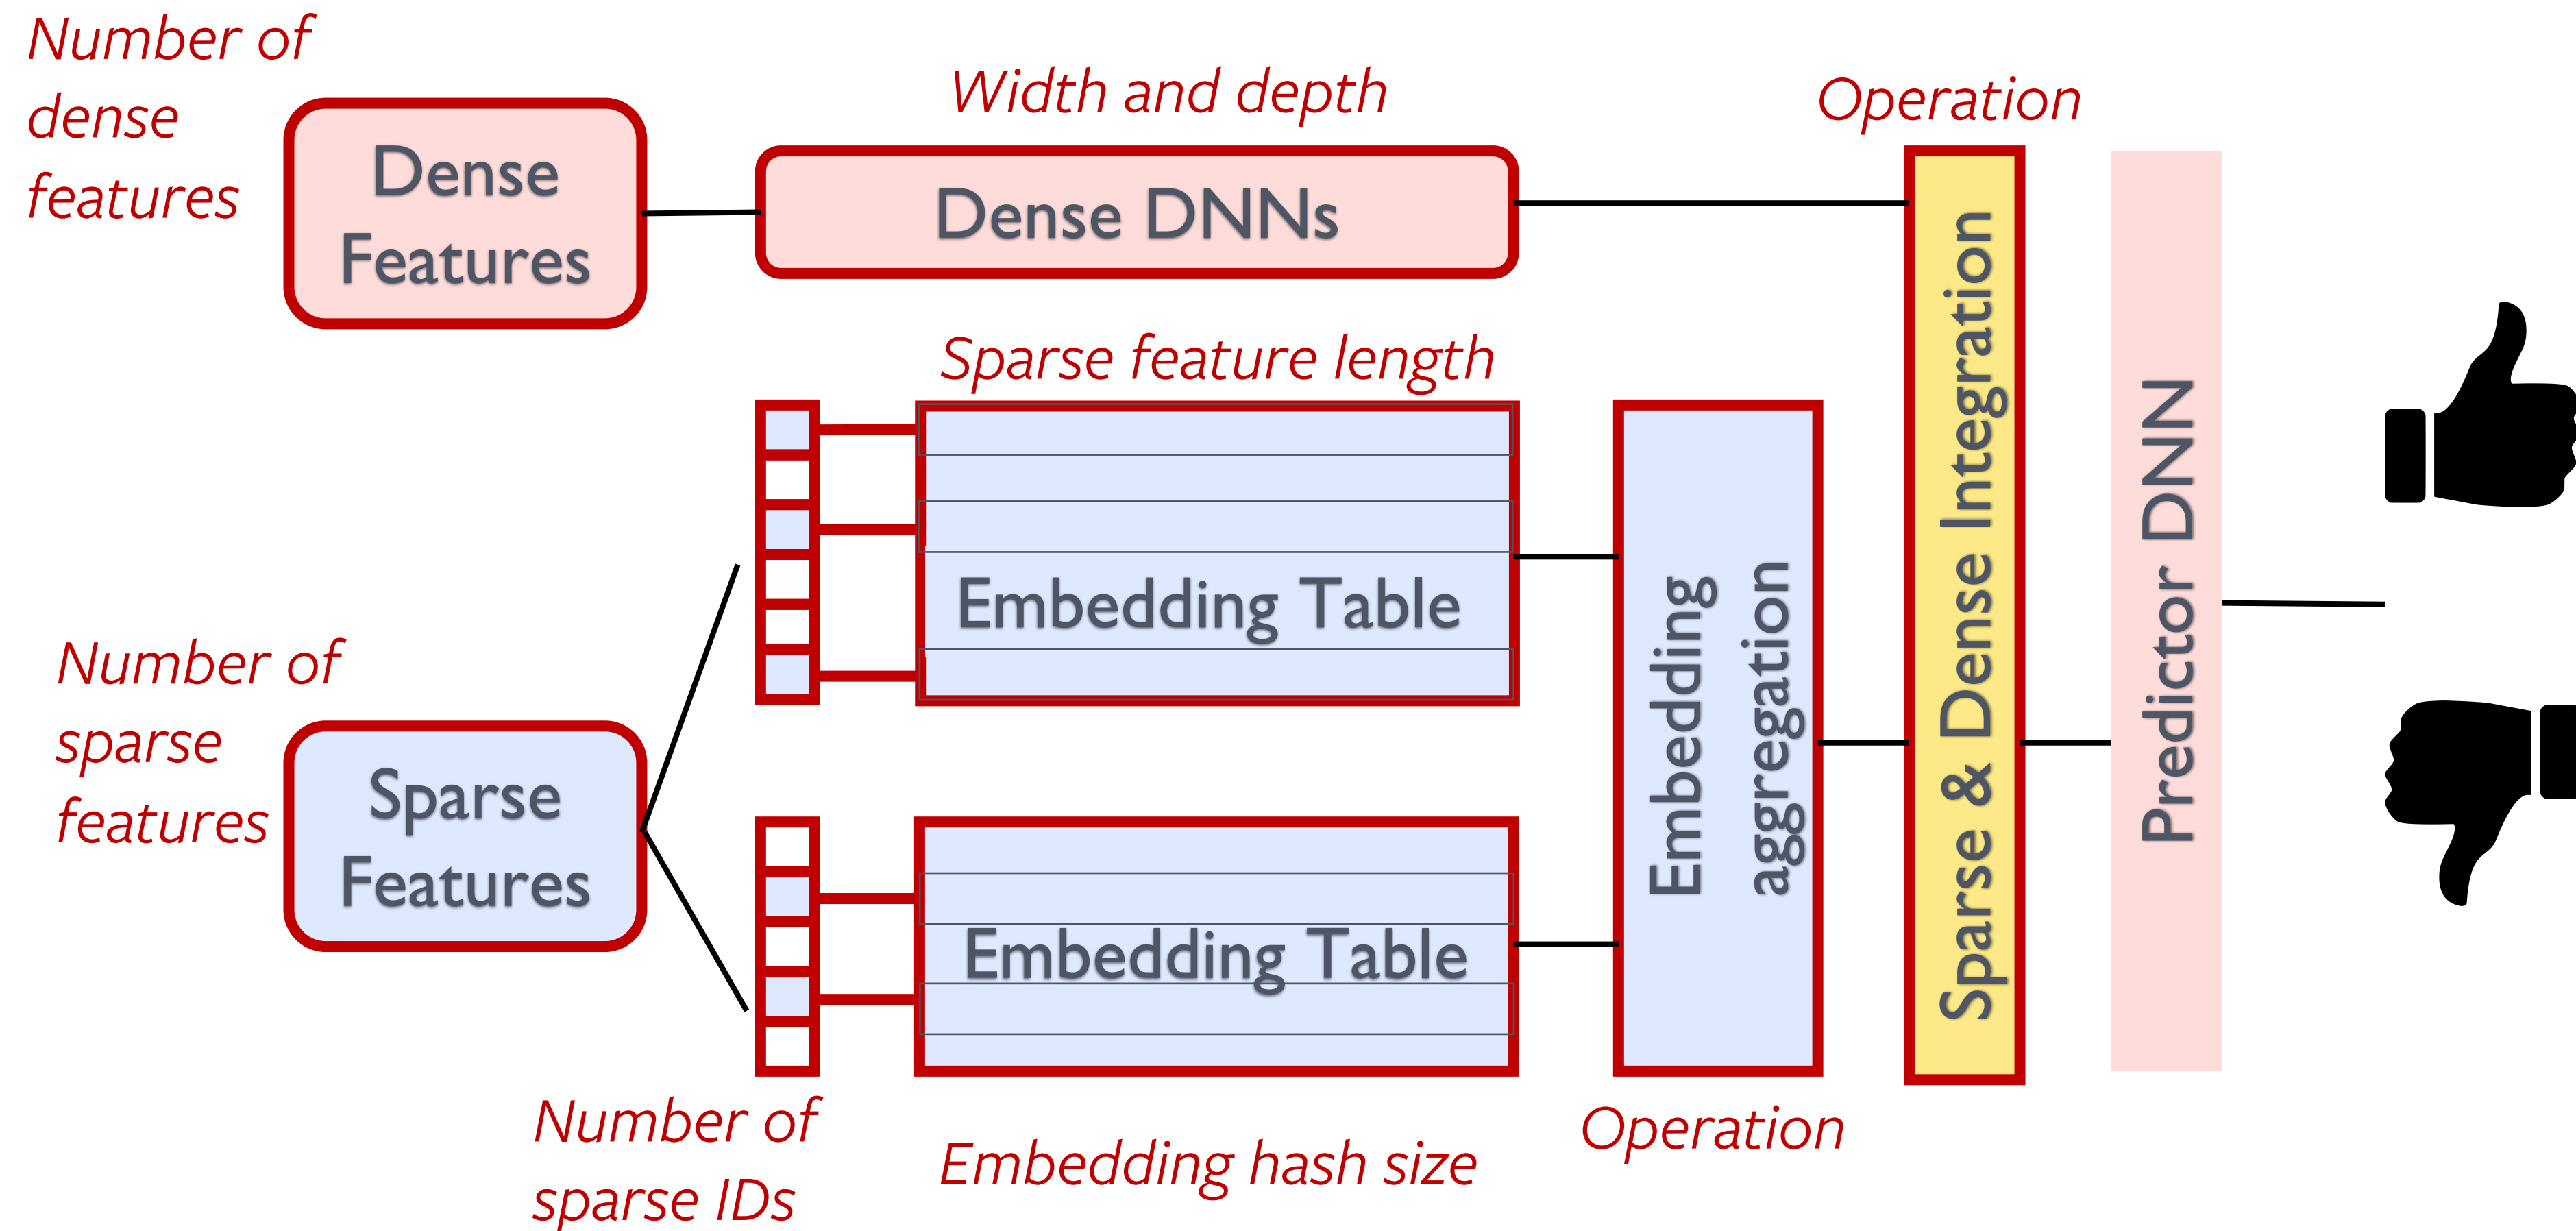 Number of
dense
features
Dense
Features
Width and depth
Dense DNNs
Operation
Sparse feature length
Embedding Table
Number of
sparse
features
Sparse
Features
Embedding Table
Number of
sparse IDs
Embedding hash size
Embedding
aggregation
Operation
Sparse & Dense Integration
Predictor DNN